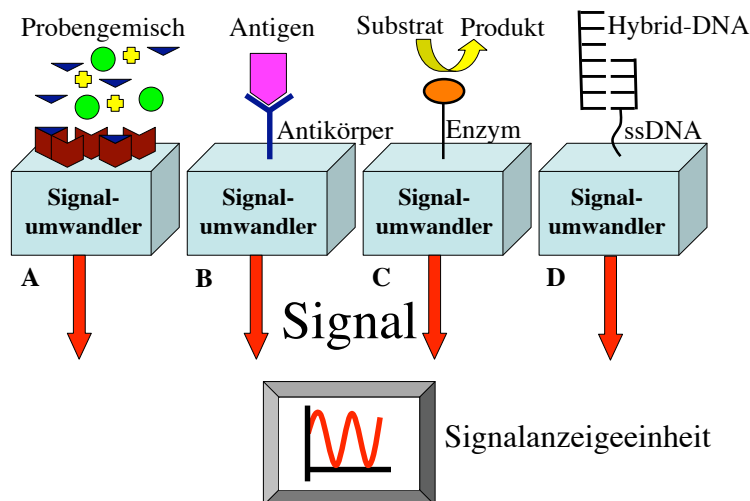 Probengemisch
Antigen
Substrat Produkt
Hybrid-DNA
Antikörper
Enzym
ssDNA
Signal-
umwandler
Signal-
umwandler
Signal-
umwandler
Signal-
umwandler
A
B
C
D
Signal
Signalanzeigeeinheit